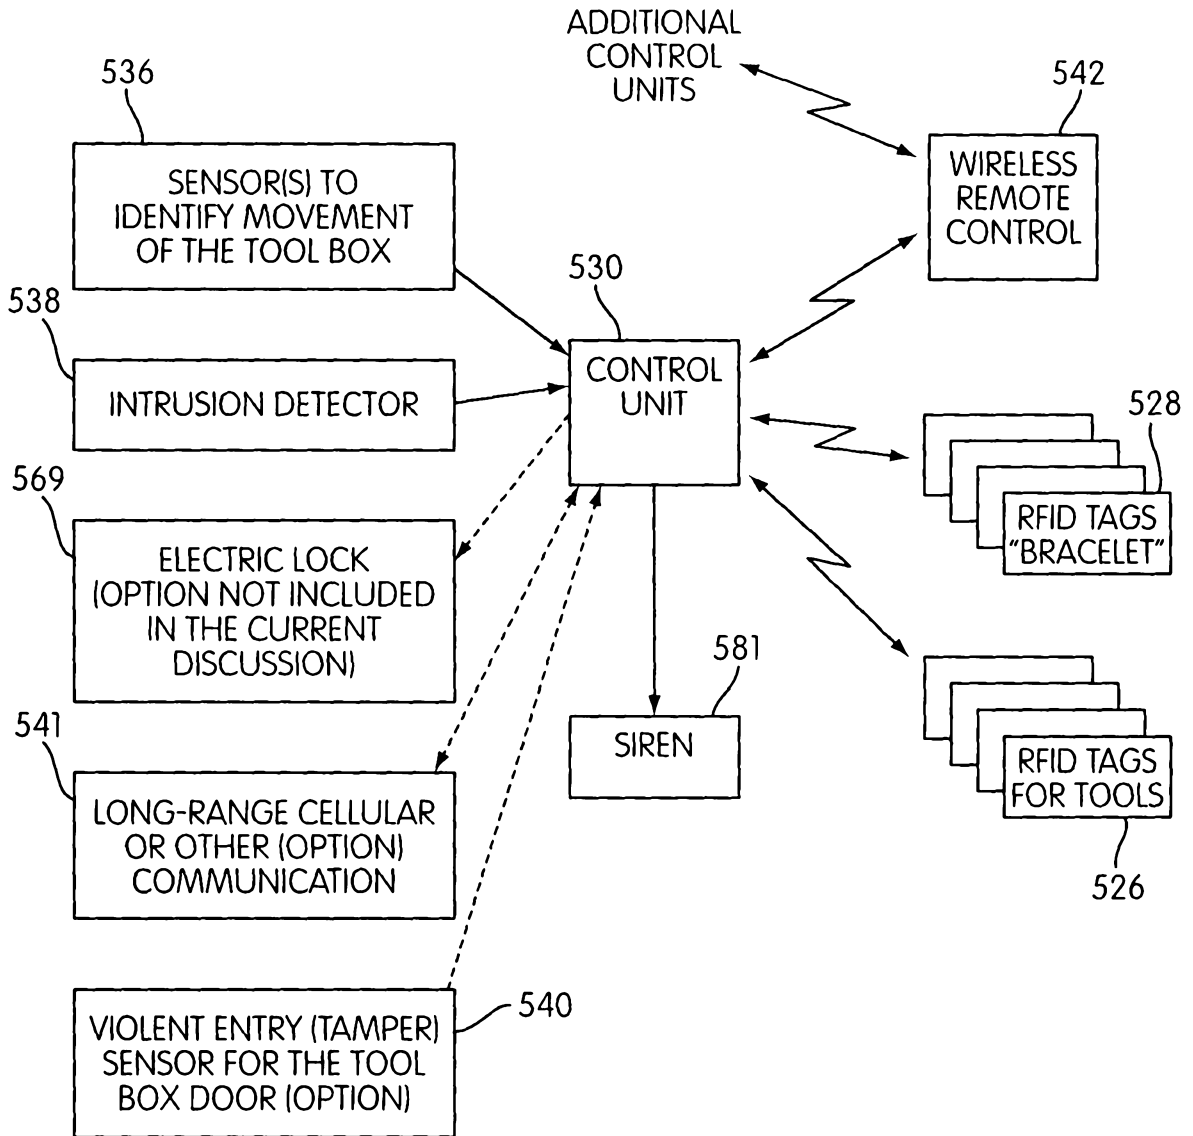 ADDITIONAL
CONTROL
UNITS
536
542
SENSOR(S) TO
IDENTIFY MOVEMENT
OF THE TOOL BOX
WIRELESS
REMOTE
CONTROL
530
538
CONTROL
UNIT
INTRUSION DETECTOR
528
RFID TAGS
"BRACELET"
569
ELECTRIC LOCK
(OPTION NOT INCLUDED
IN THE CURRENT
DISCUSSION)
581
SIREN
541
LONG-RANGE CELLULAR
OR OTHER (OPTION)
COMMUNICATION
RFID TAGS
FOR TOOLS
526
540
VIOLENT ENTRY (TAMPER)
SENSOR FOR THE TOOL
BOX DOOR (OPTION)